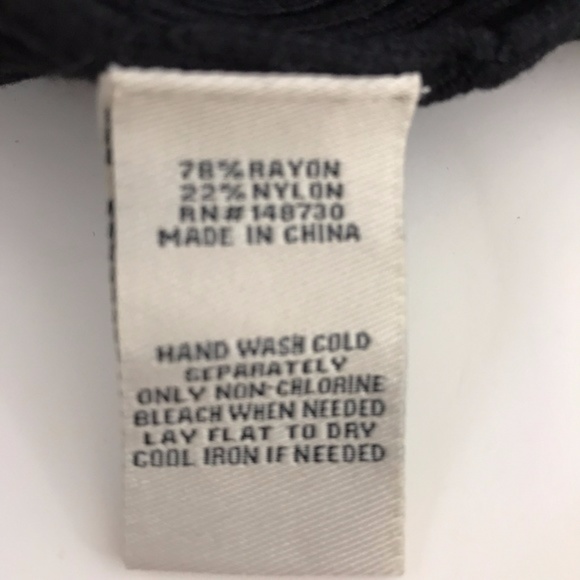 78% RAYON
22% NYLON
RN# 148730
MADE IN CHINA
HAND WASH COLD
SEPARATELY
ONLY NON-CHLORINE
BLEACH WHEN NEEDED
LAY FLAT TO DRY
COOL IRON IF NEEDED